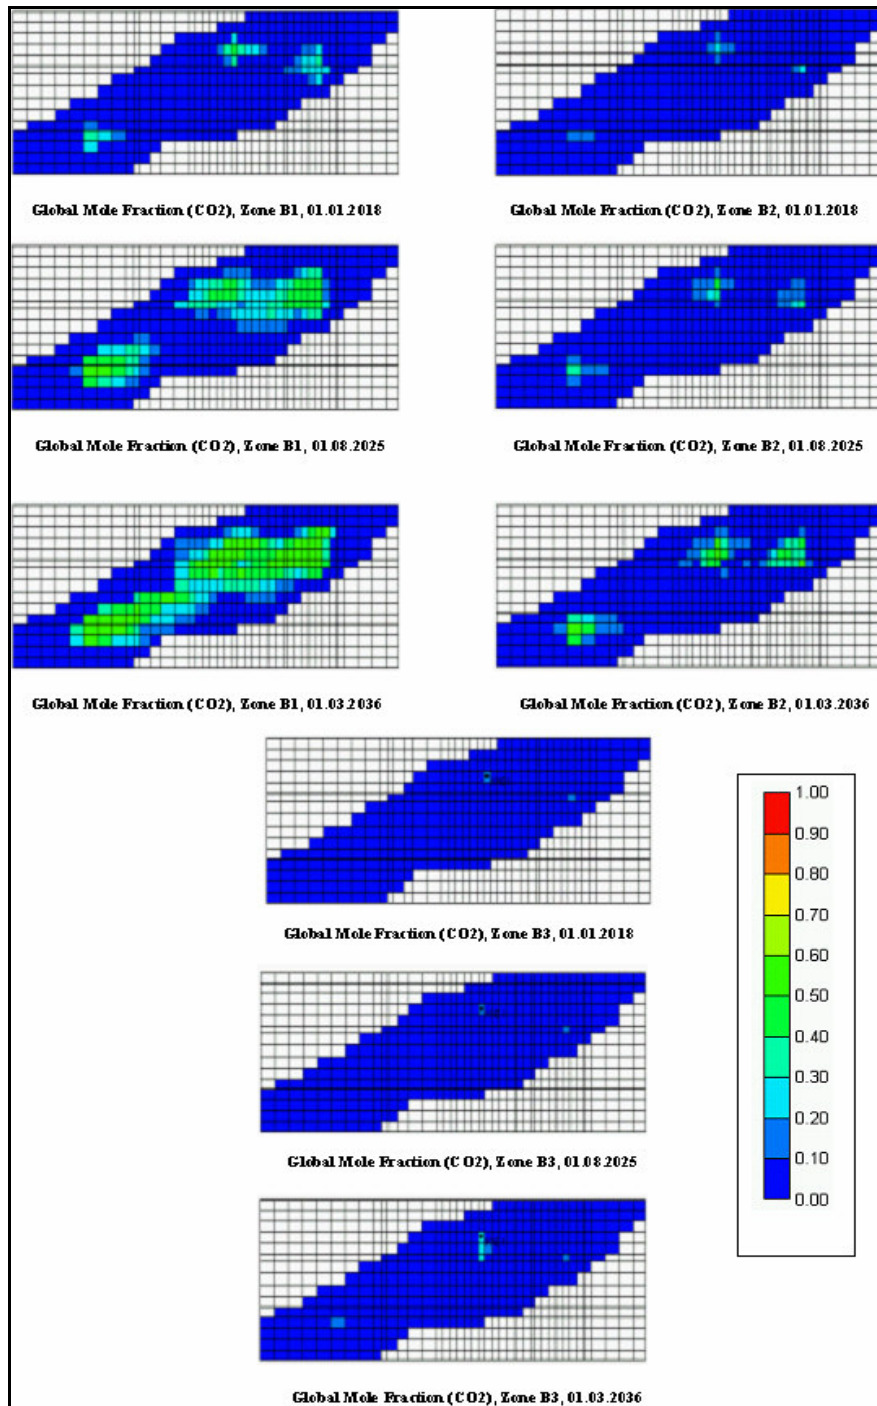 Global Mole Fraction (CO2), Zone B1, 01.01.2018
Global Mole Fraction (CO2), Zone B2, 01.01.2018
Global Mole Fraction (CO2), Zone B1, 01.08.2025
Global Mole Fraction (CO2), Zone B2, 01.08.2025
Global Mole Fraction (CO2), Zone B1, 01.03.2036
Global Mole Fraction (CO2), Zone B2, 01.03.2036
Global Mole Fraction (CO2), Zone B3, 01.01.2018
Global Mole Fraction (CO2), Zone B3, 01.08.2025
Global Mole Fraction (CO2), Zone B3, 01.03.2036
1.00
0.90
0.80
0.70
0.60
0.50
0.40
0.30
0.20
0.10
0.00